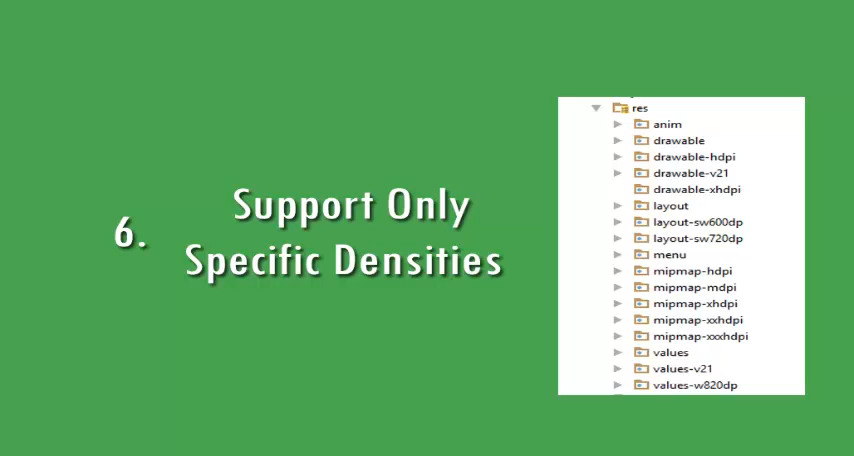 6.
Support Only
Specific Densities
res
anim
drawable
drawable-hdpi
drawable-v21
drawable-xhdpi
layout
layout-sw600dp
layout-sw720dp
menu
mipmap-hdpi
mipmap-mdpi
mipmap-xhdpi
mipmap-xxhdpi
mipmap-xxxhdpi
values
values-v21
values-w820dp